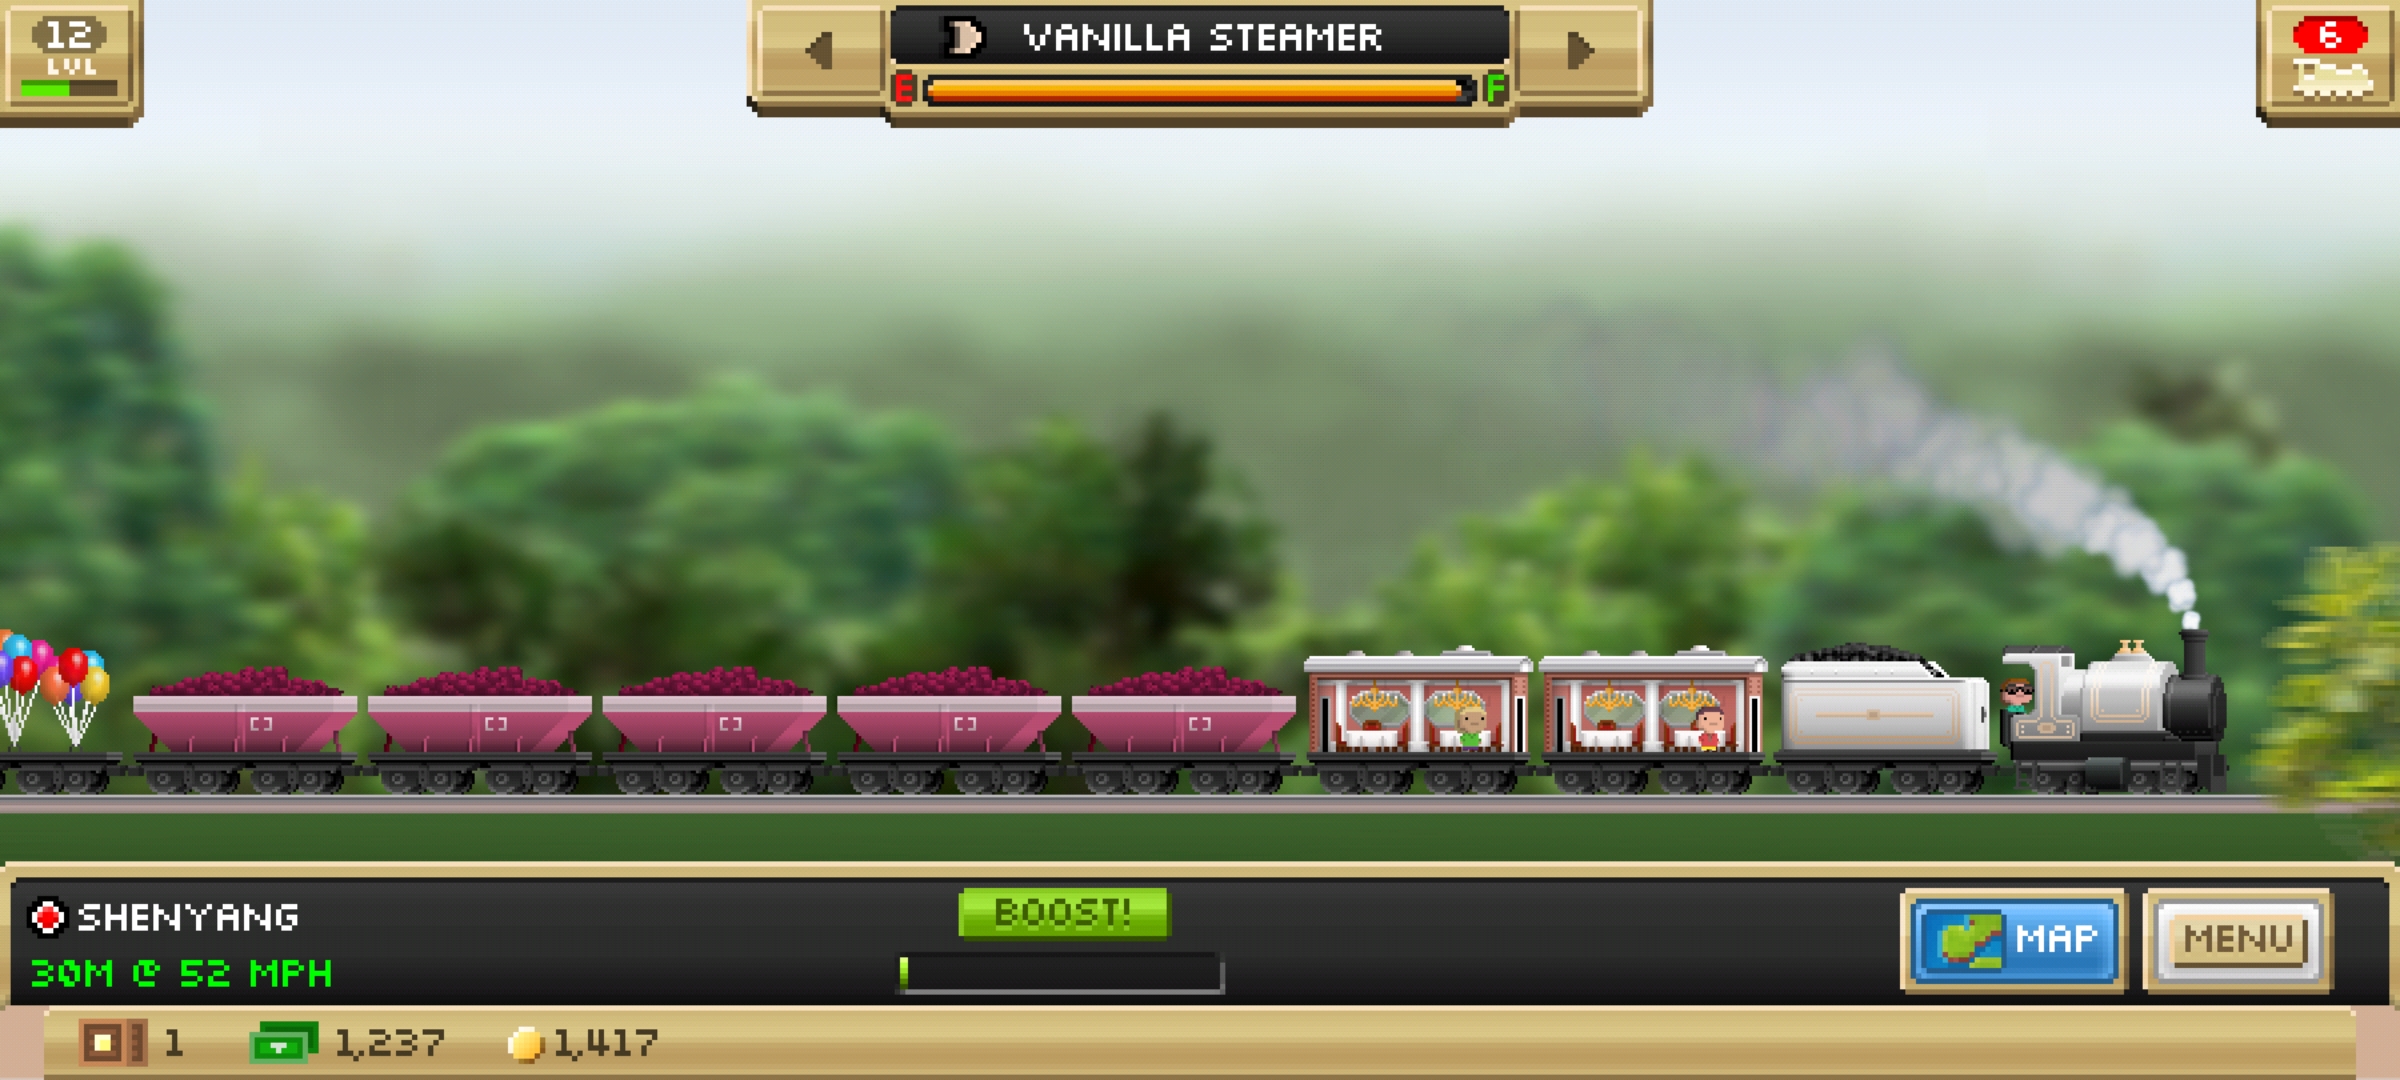 12
LVL
VANILLA STEAMER
E F
6
SHENYANG
30M @ 52 MPH
BOOST!
MAP
MENU
1 1,237 1,417